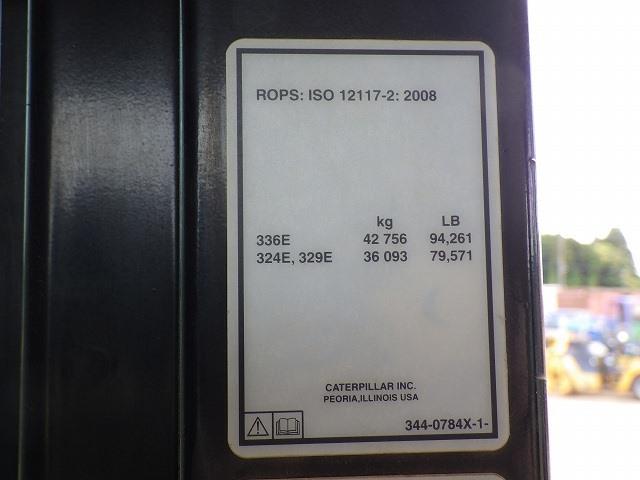 ROPS: ISO 12117-2: 2008
kg LB
336E 42 756 94,261
324E, 329E 36 093 79,571
CATERPILLAR INC.
PEORIA,ILLINOIS USA
344-0784X-1-